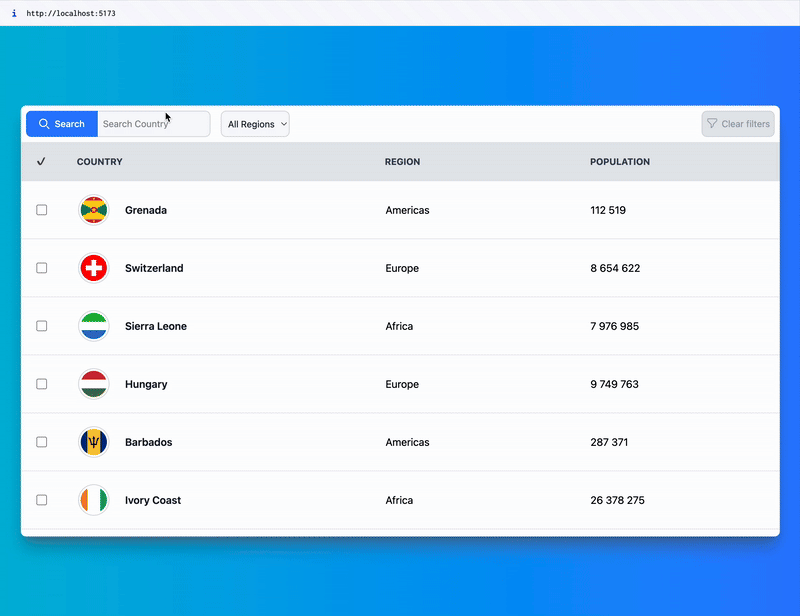 i http://localhost:5173
Search Search Country All Regions Clear filters
✓ COUNTRY REGION POPULATION
Grenada Americas 112 519
Switzerland Europe 8 654 622
Sierra Leone Africa 7 976 985
Hungary Europe 9 749 763
Barbados Americas 287 371
Ivory Coast Africa 26 378 275